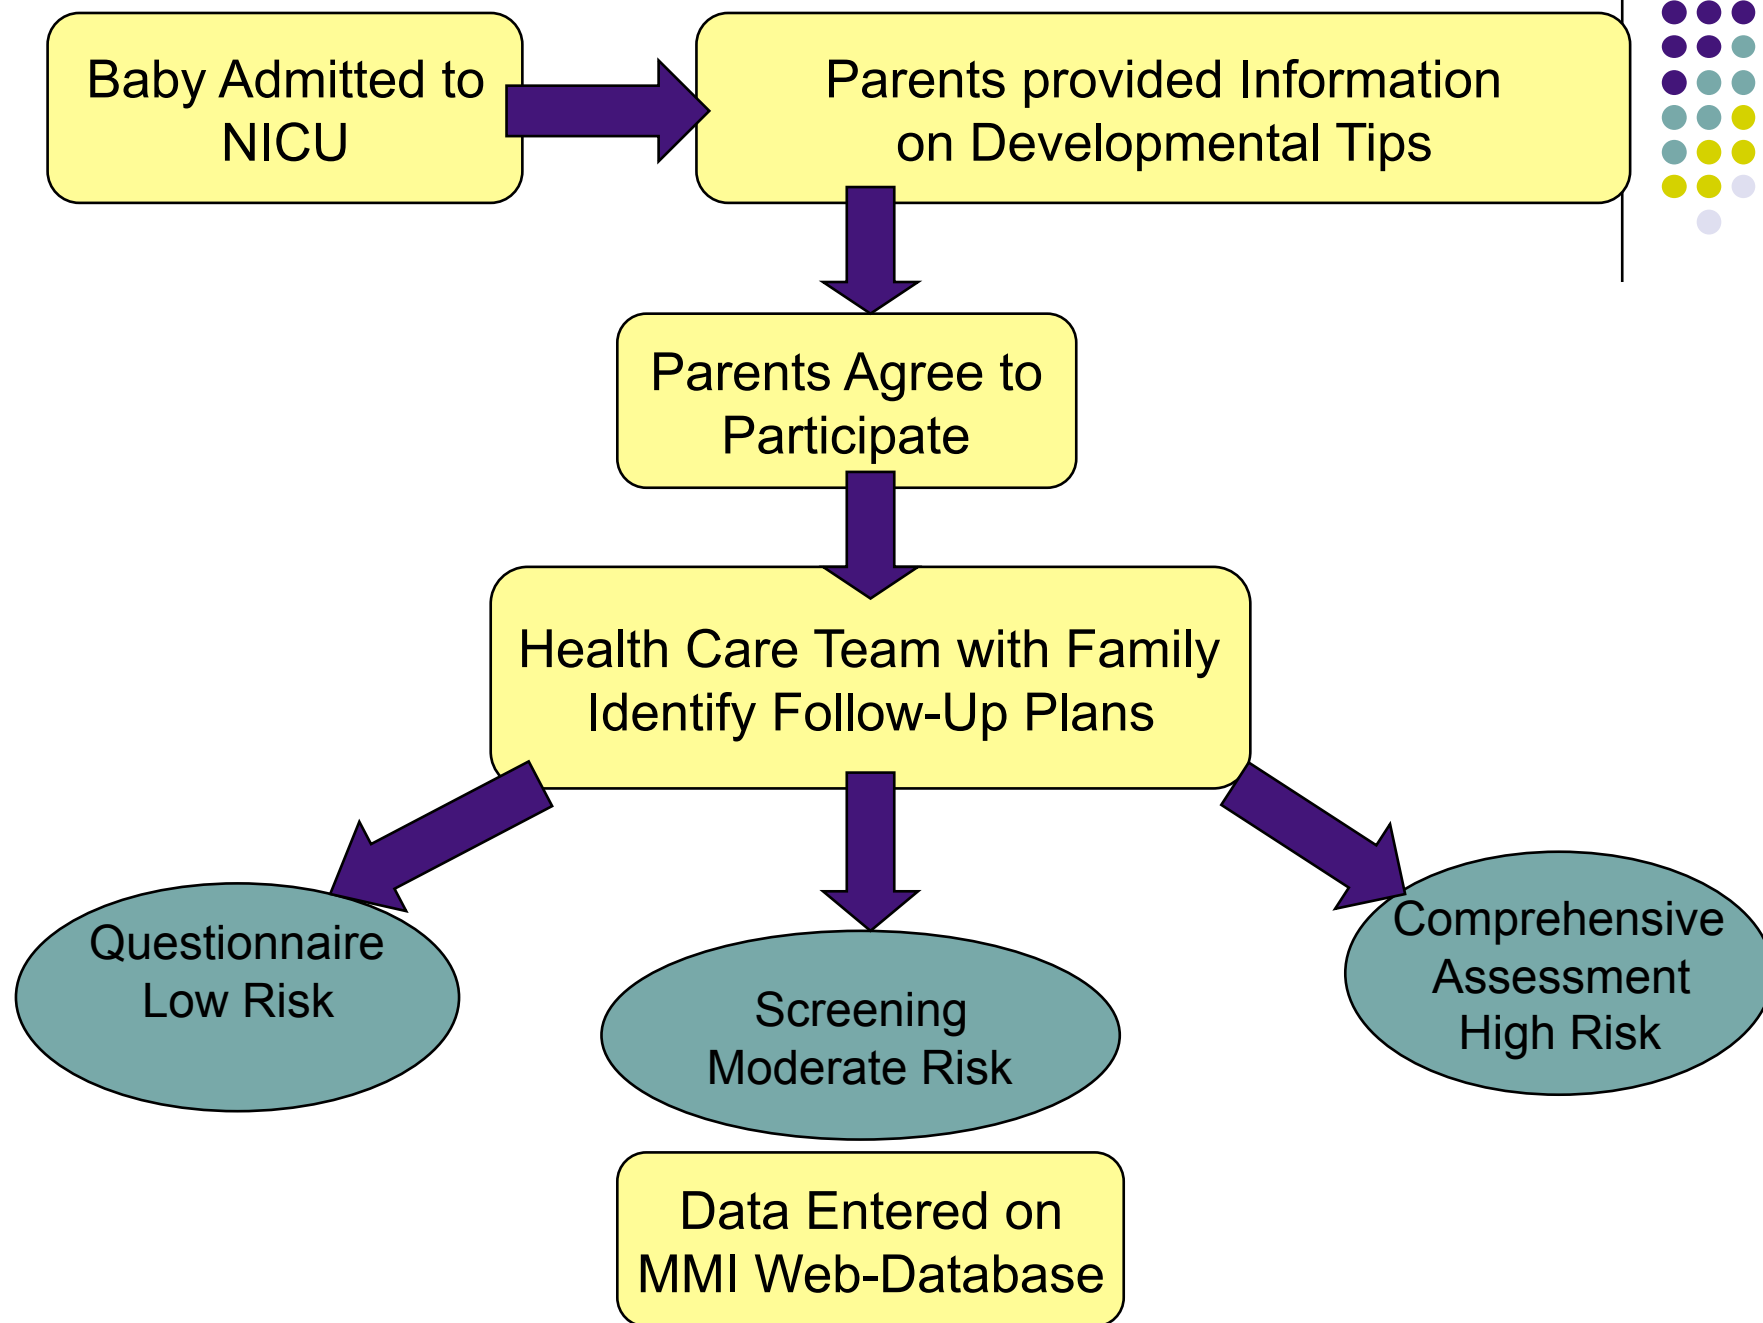 Baby Admitted to
NICU
Parents provided Information
on Developmental Tips
Parents Agree to
Participate
Health Care Team with Family
Identify Follow-Up Plans
Questionnaire
Low Risk
Screening
Moderate Risk
Comprehensive
Assessment
High Risk
Data Entered on
MMI Web-Database